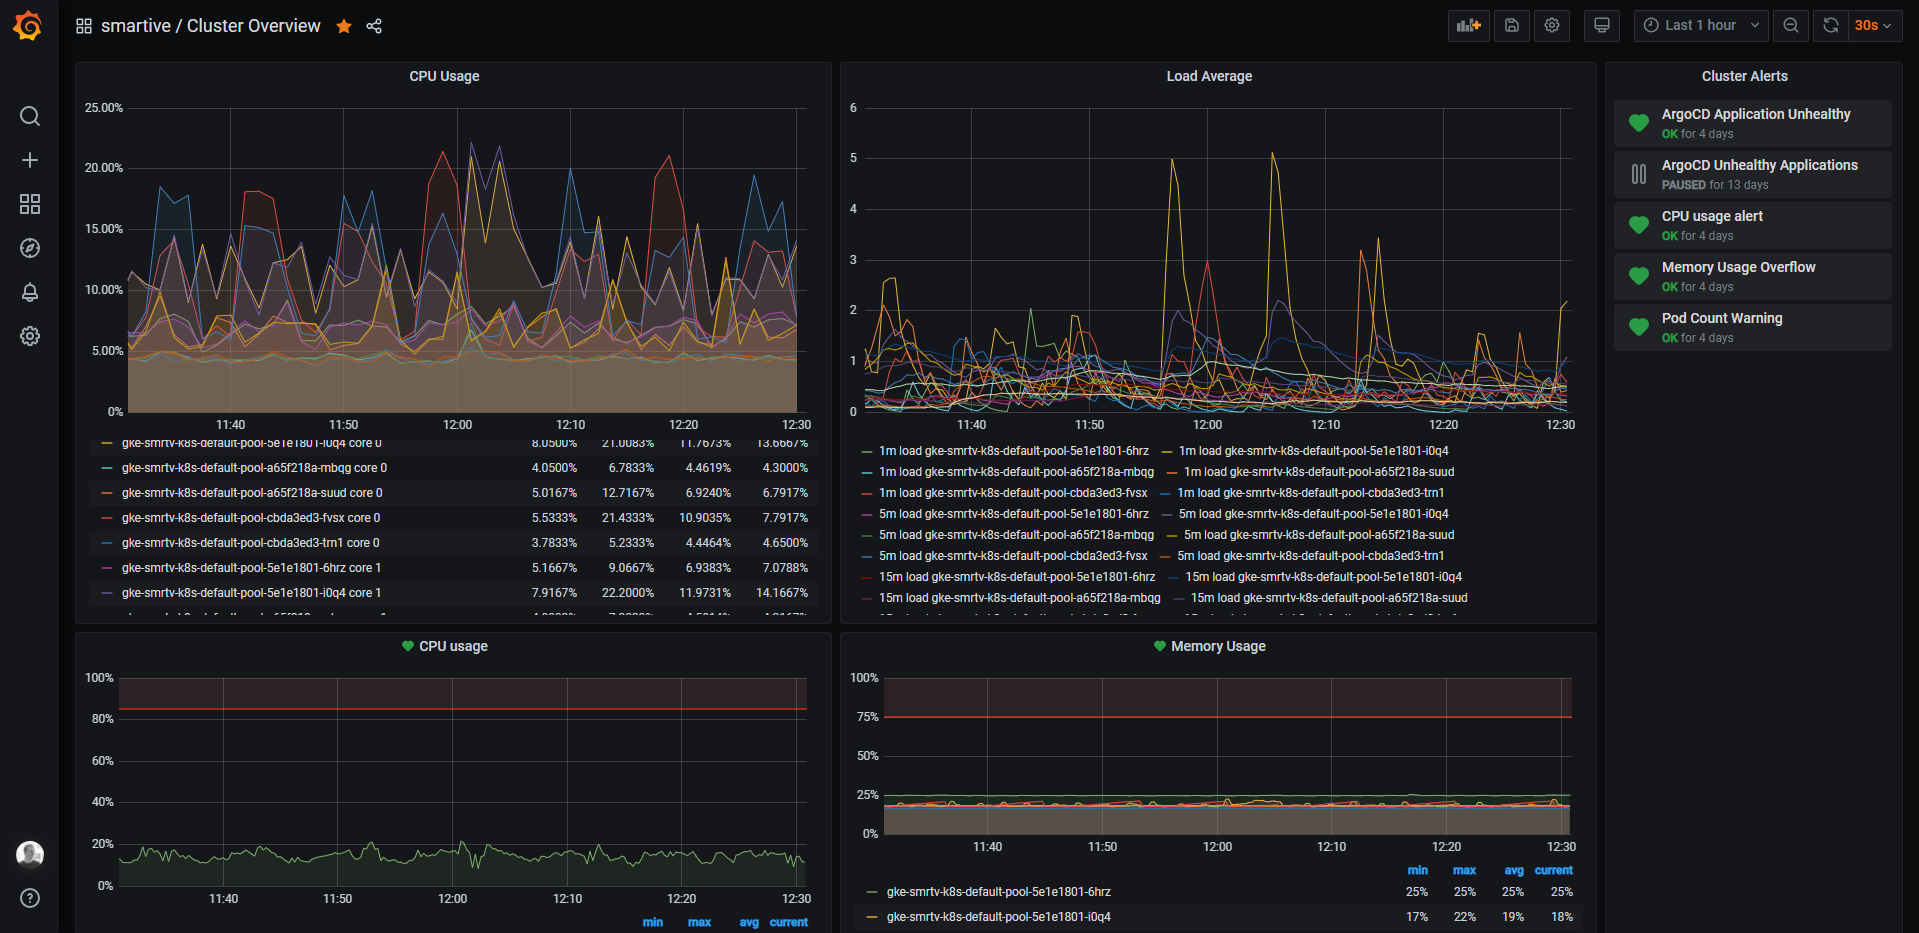 smartive / Cluster Overview
Last 1 hour
30s
CPU Usage
25.00%
20.00%
15.00%
10.00%
5.00%
0%
11:40 11:50 12:00 12:10 12:20 12:30
gke-smrtv-k8s-default-pool-5e1e1801-i0q4 core 0 8.0500% 21.0083% 11.7673% 13.6667%
gke-smrtv-k8s-default-pool-a65f218a-mbqg core 0 4.0500% 6.7833% 4.4619% 4.3000%
gke-smrtv-k8s-default-pool-a65f218a-suud core 0 5.0167% 12.7167% 6.9240% 6.7917%
gke-smrtv-k8s-default-pool-cbda3ed3-fvsx core 0 5.5333% 21.4333% 10.9035% 7.7917%
gke-smrtv-k8s-default-pool-cbda3ed3-trn1 core 0 3.7833% 5.2333% 4.4464% 4.6500%
gke-smrtv-k8s-default-pool-5e1e1801-6hrz core 1 5.1667% 9.0667% 6.9383% 7.0788%
gke-smrtv-k8s-default-pool-5e1e1801-i0q4 core 1 7.9167% 22.2000% 11.9731% 14.1667%
Load Average
6
5
4
3
2
1
0
11:40 11:50 12:00 12:10 12:20 12:30
1m load gke-smrtv-k8s-default-pool-5e1e1801-6hrz 1m load gke-smrtv-k8s-default-pool-5e1e1801-i0q4
1m load gke-smrtv-k8s-default-pool-a65f218a-mbqg 1m load gke-smrtv-k8s-default-pool-a65f218a-suud
1m load gke-smrtv-k8s-default-pool-cbda3ed3-fvsx 1m load gke-smrtv-k8s-default-pool-cbda3ed3-trn1
5m load gke-smrtv-k8s-default-pool-5e1e1801-6hrz 5m load gke-smrtv-k8s-default-pool-5e1e1801-i0q4
5m load gke-smrtv-k8s-default-pool-a65f218a-mbqg 5m load gke-smrtv-k8s-default-pool-a65f218a-suud
5m load gke-smrtv-k8s-default-pool-cbda3ed3-fvsx 5m load gke-smrtv-k8s-default-pool-cbda3ed3-trn1
15m load gke-smrtv-k8s-default-pool-5e1e1801-6hrz 15m load gke-smrtv-k8s-default-pool-5e1e1801-i0q4
15m load gke-smrtv-k8s-default-pool-a65f218a-mbqg 15m load gke-smrtv-k8s-default-pool-a65f218a-suud
Cluster Alerts
ArgoCD Application Unhealthy
OK for 4 days
ArgoCD Unhealthy Applications
PAUSED for 13 days
CPU usage alert
OK for 4 days
Memory Usage Overflow
OK for 4 days
Pod Count Warning
OK for 4 days
CPU usage
100%
80%
60%
40%
20%
0%
11:40 11:50 12:00 12:10 12:20 12:30
min max avg current
Memory Usage
100%
75%
50%
25%
0%
11:40 11:50 12:00 12:10 12:20 12:30
min max avg current
gke-smrtv-k8s-default-pool-5e1e1801-6hrz 25% 25% 25% 25%
gke-smrtv-k8s-default-pool-5e1e1801-i0q4 17% 22% 19% 18%